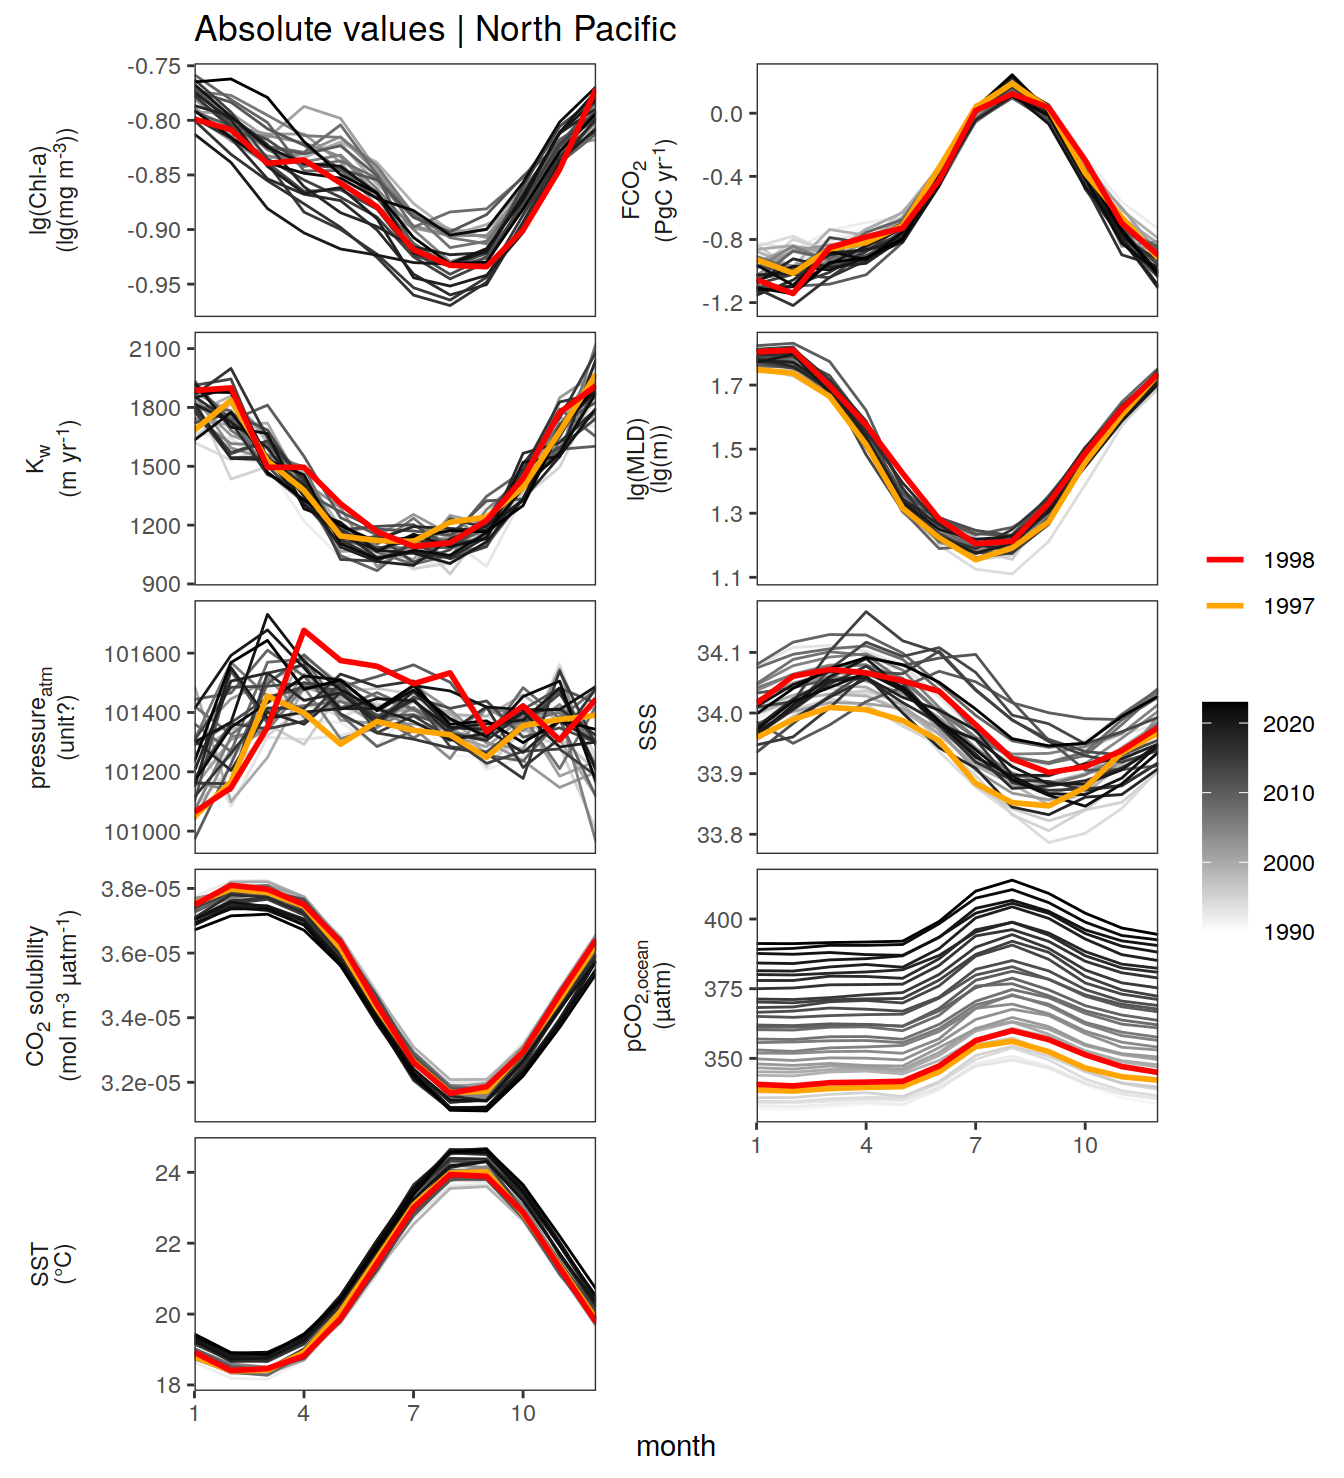 Absolute values | North Pacific
lg(Chl-a)
(lg(mg m⁻³))
-0.75
-0.80
-0.85
-0.90
-0.95
FCO₂
(PgC yr⁻¹)
0.0
-0.4
-0.8
-1.2
K_w
(m yr⁻¹)
2100
1800
1500
1200
900
lg(MLD)
(lg(m))
1.7
1.5
1.3
1.1
pressure_atm
(unit?)
101600
101400
101200
101000
SSS
34.1
34.0
33.9
33.8
CO₂ solubility
(mol m⁻³ µatm⁻¹)
3.8e-05
3.6e-05
3.4e-05
3.2e-05
pCO₂,ocean
(µatm)
400
375
350
1 4 7 10
SST
(°C)
24
22
20
18
1 4 7 10
month
1998
1997
2020
2010
2000
1990